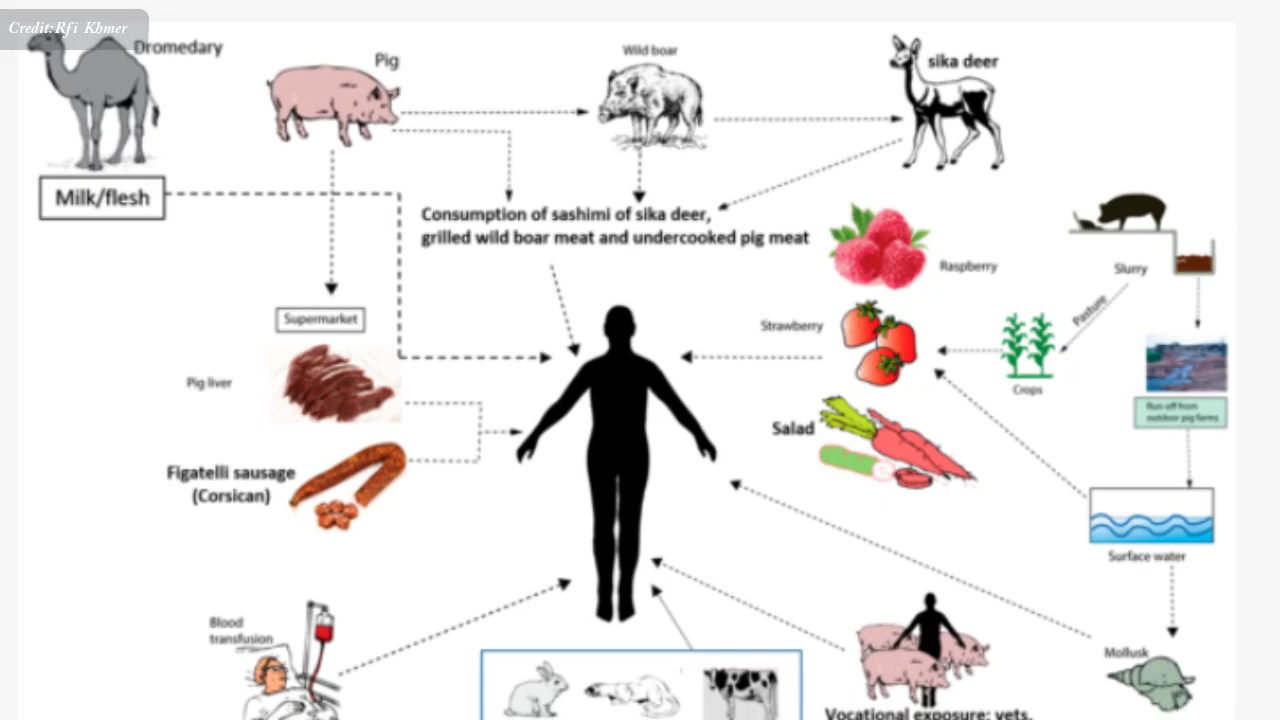 Credit: Rfi Khmer
Dromedary
Pig
Wild boar
sika deer
Milk/flesh
Consumption of sashimi of sika deer,
grilled wild boar meat and undercooked pig meat
Raspberry
Slurry
Pasture
Supermarket
Strawberry
Crops
Pig liver
Run-off from
outdoor pig farms
Salad
Figatelli sausage
(Corsican)
Surface water
Blood
transfusion
Mollusk
Vocational exposure: vets,